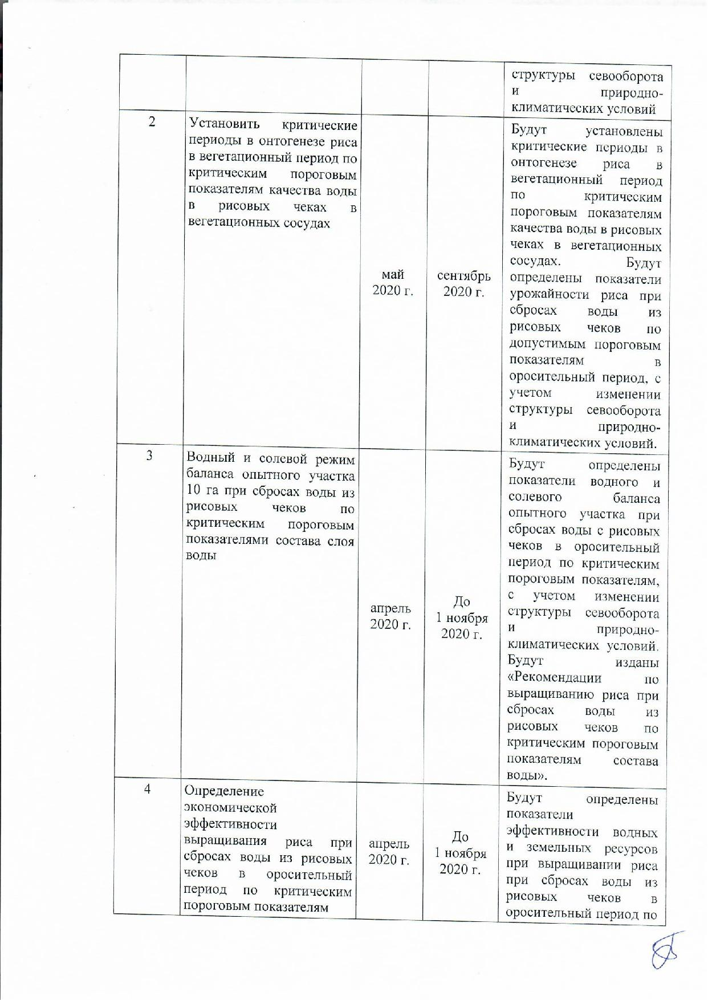 структуры севооборота
и природно-
климатических условий
2
Установить критические
периоды в онтогенезе риса
в вегетационный период по
критическим пороговым
показателям качества воды
в рисовых чеках в
вегетационных сосудах
май
2020 г.
сентябрь
2020 г.
Будут установлены
критические периоды в
онтогенезе риса в
вегетационный период
по критическим
пороговым показателям
качества воды в рисовых
чеках в вегетационных
сосудах. Будут
определены показатели
урожайности риса при
сбросах воды из
рисовых чеков по
допустимым пороговым
показателям в
оросительный период, с
учетом изменении
структуры севооборота
и природно-
климатических условий.
3
Водный и солевой режим
баланса опытного участка
10 га при сбросах воды из
рисовых чеков по
критическим пороговым
показателями состава слоя
воды
апрель
2020 г.
До
1 ноября
2020 г.
Будут определены
показатели водного и
солевого баланса
опытного участка при
сбросах воды с рисовых
чеков в оросительный
период по критическим
пороговым показателям,
с учетом изменении
структуры севооборота
и природно-
климатических условий.
Будут изданы
«Рекомендации по
выращиванию риса при
сбросах воды из
рисовых чеков по
критическим пороговым
показателям состава
воды».
4
Определение
экономической
эффективности
выращивания риса при
сбросах воды из рисовых
чеков в оросительный
период по критическим
пороговым показателям
апрель
2020 г.
До
1 ноября
2020 г.
Будут определены
показатели
эффективности водных
и земельных ресурсов
при выращивании риса
при сбросах воды из
рисовых чеков в
оросительный период по